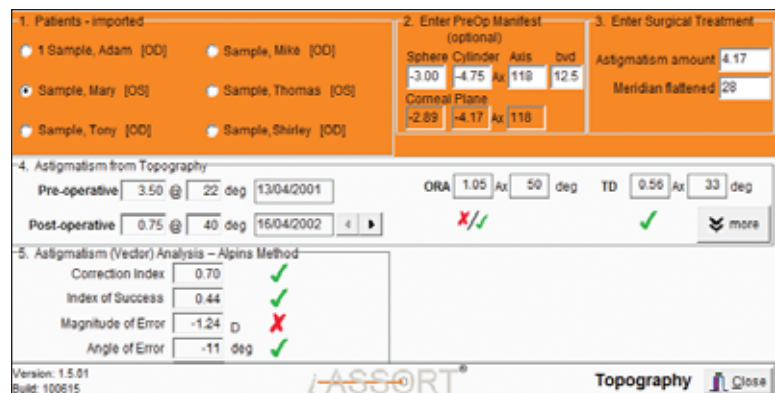 1. Patients - imported
1 Sample, Adam [OD]
Sample, Mike [OD]
Sample, Mary [OS]
Sample, Thomas [OS]
Sample, Tony [OD]
Sample, Shirley [OD]
2. Enter PreOp Manifest
(optional)
Sphere Cylinder Axis bvd
-3.00 -4.75 Ax 118 12.5
Corneal Plane
-2.89 -4.17 Ax 118
3. Enter Surgical Treatment
Astigmatism amount 4.17
Meridian flattened 28
4. Astigmatism from Topography
Pre-operative 3.50 @ 22 deg 13/04/2001
ORA 1.05 Ax 50 deg TD 0.56 Ax 33 deg
Post-operative 0.75 @ 40 deg 16/04/2002
more
5. Astigmatism (Vector) Analysis – Alpins Method
Correction Index 0.70
Index of Success 0.44
Magnitude of Error -1.24 D
Angle of Error -11 deg
Version: 1.5.01
Build: 100615
i-ASSORT®
Topography Close